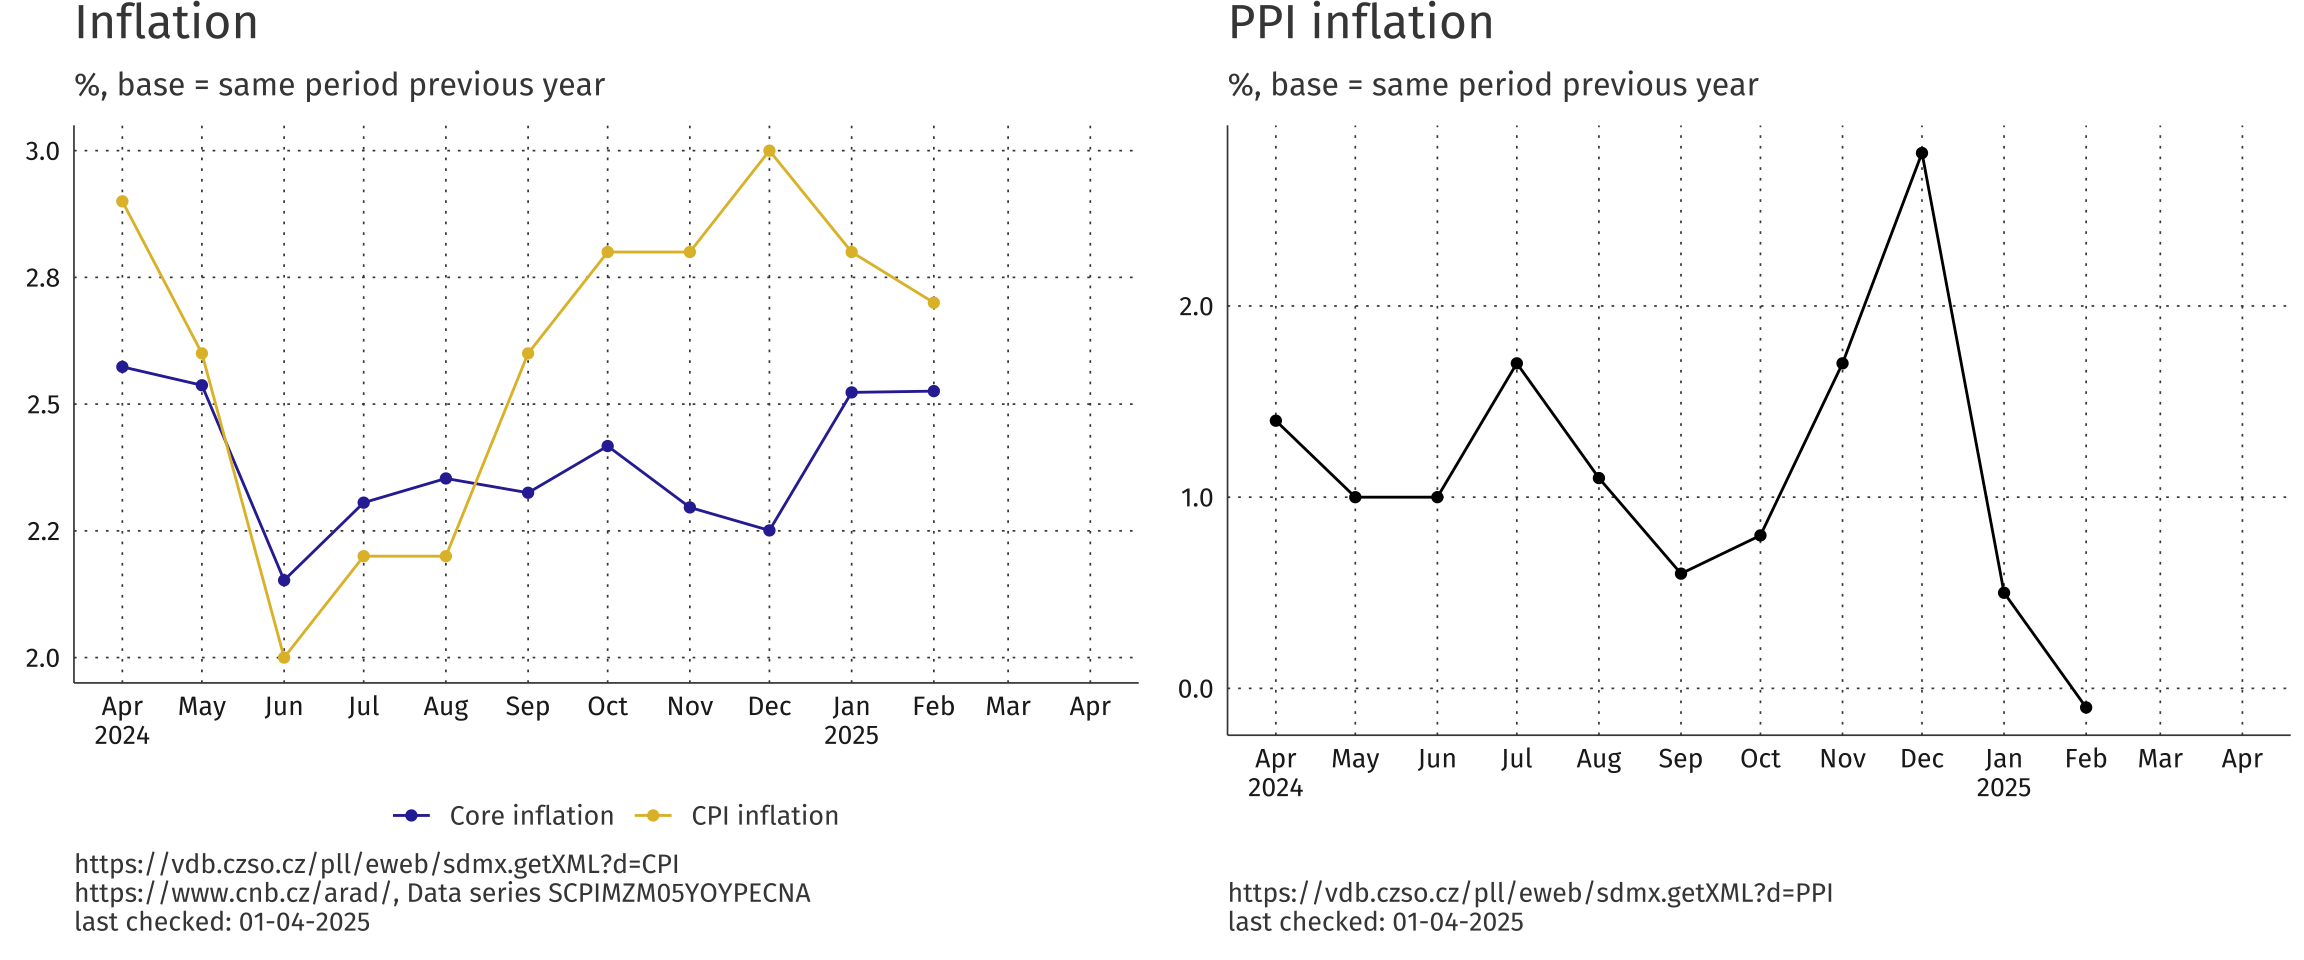 Inflation
%, base = same period previous year
3.0
2.8
2.5
2.2
2.0
Apr May Jun Jul Aug Sep Oct Nov Dec Jan Feb Mar Apr
2024 2025
Core inflation CPI inflation
https://vdb.czso.cz/pll/eweb/sdmx.getXML?d=CPI
https://www.cnb.cz/arad/, Data series SCPIMZM05YOYPECNA
last checked: 01-04-2025
PPI inflation
%, base = same period previous year
2.0
1.0
0.0
Apr May Jun Jul Aug Sep Oct Nov Dec Jan Feb Mar Apr
2024 2025
https://vdb.czso.cz/pll/eweb/sdmx.getXML?d=PPI
last checked: 01-04-2025